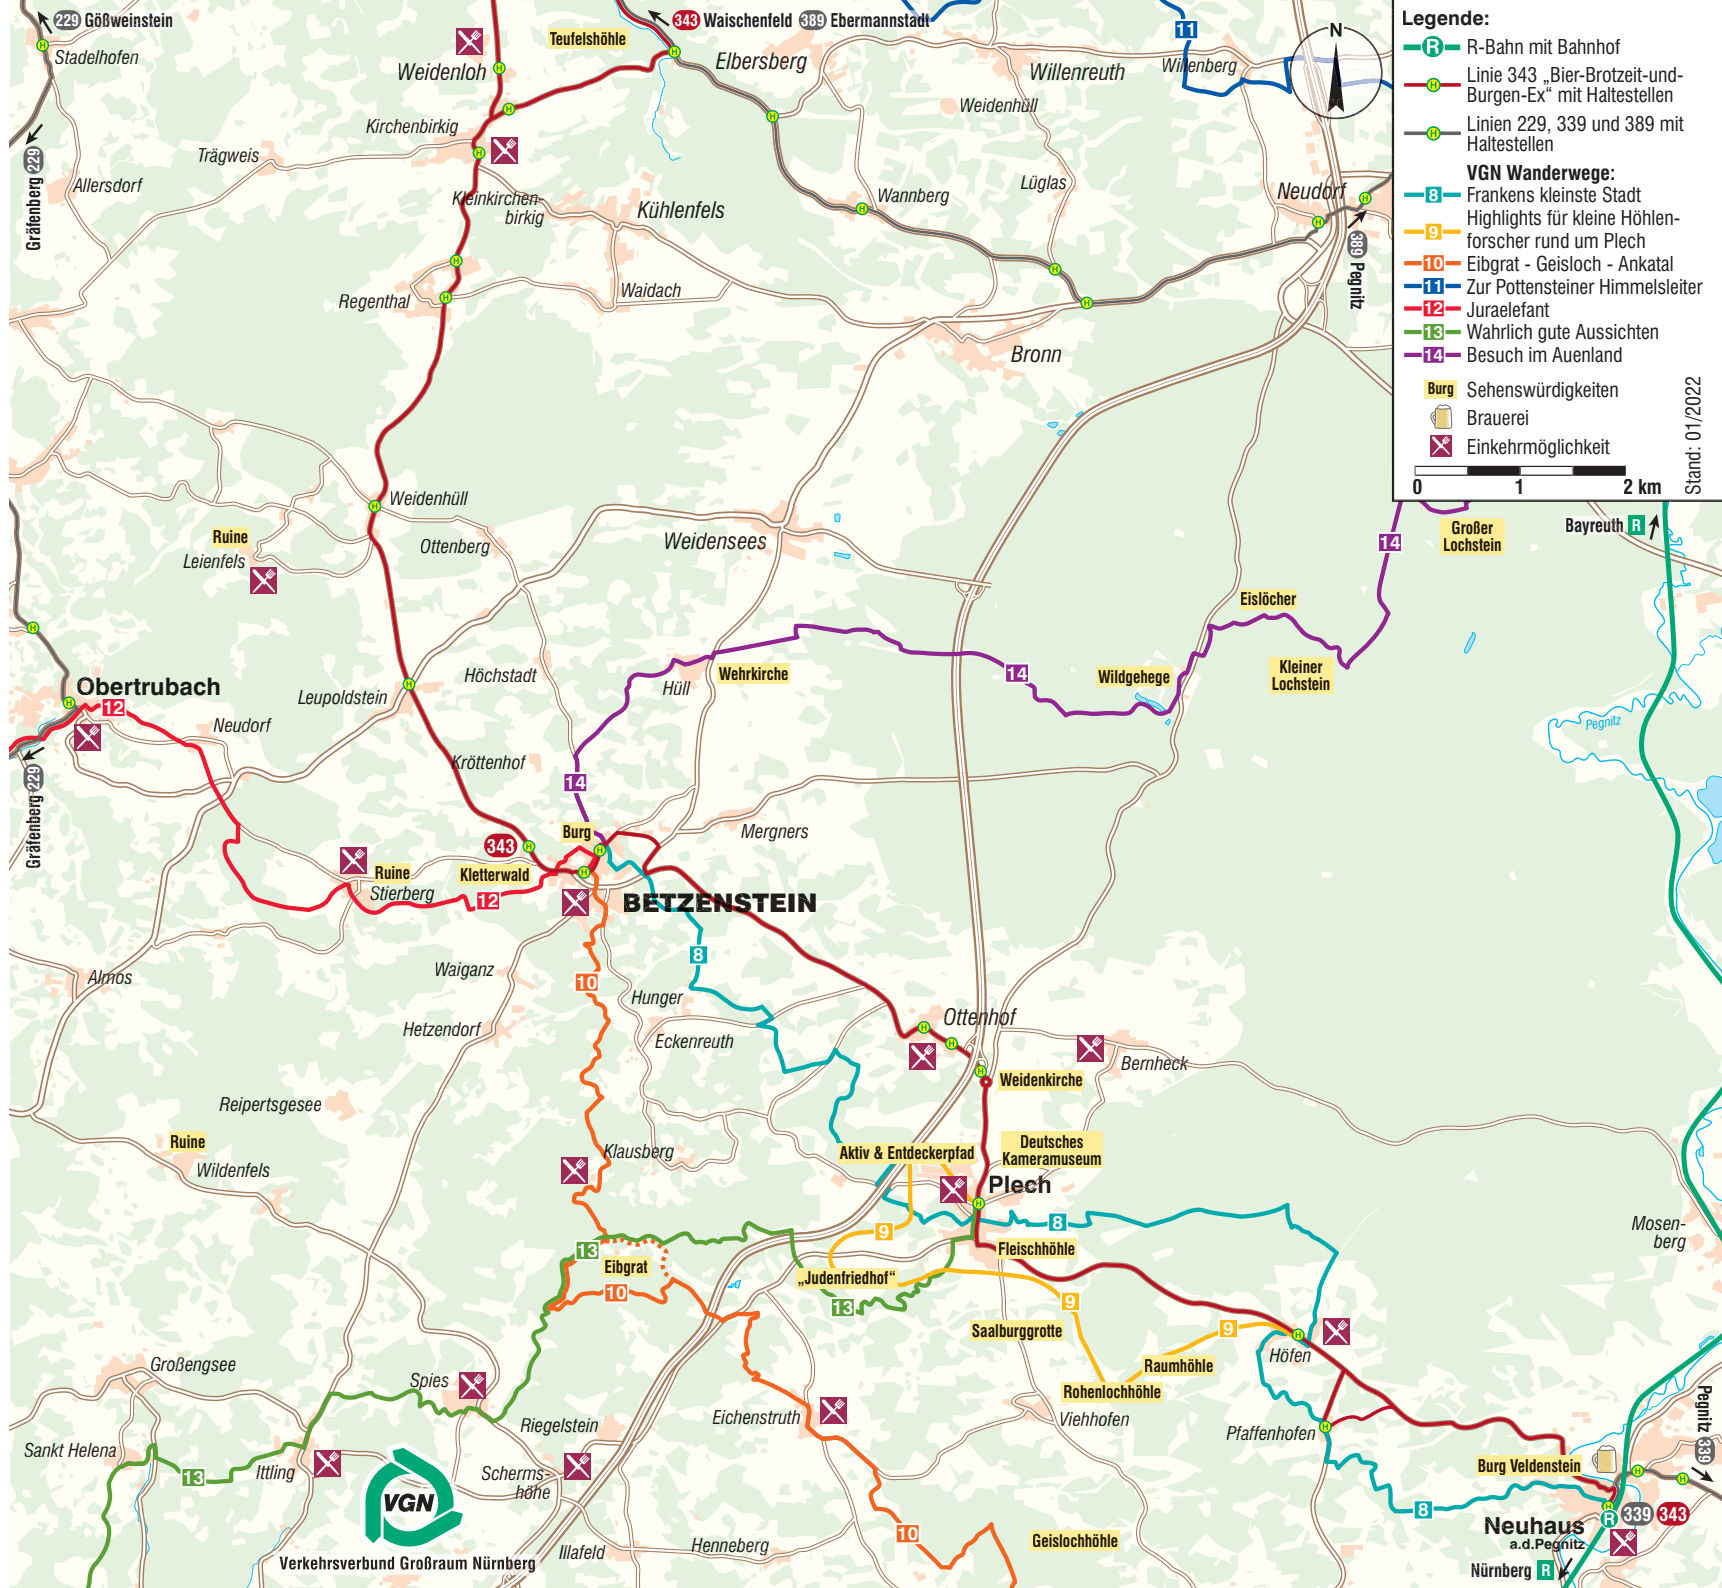 229 Gößweinstein
Stadelhofen
Gräfenberg 229
Allersdorf
Trägweis
Weidenloh
Kirchenbirkig
Kleinkirchen-
birkig
Teufelshöhle
343 Waischenfeld 389 Ebermannstadt
Elbersberg
Willenreuth
Weidenhüll
11
Willenberg
N
Kühlenfels
Wannberg
Lüglas
Neudorf
389 Pegnitz
Regenthal
Waidach
Bronn
Legende:
R R-Bahn mit Bahnhof
H Linie 343 „Bier-Brotzeit-und-
Burgen-Ex“ mit Haltestellen
H Linien 229, 339 und 389 mit
Haltestellen
VGN Wanderwege:
8 Frankens kleinste Stadt
9 Highlights für kleine Höhlen-
forscher rund um Plech
10 Eibgrat - Geisloch - Ankatal
11 Zur Pottensteiner Himmelsleiter
12 Juraelefant
13 Wahrlich gute Aussichten
14 Besuch im Auenland
Burg Sehenswürdigkeiten
Brauerei
Einkehrmöglichkeit
0 1 2 km
Stand: 01/2022
Weidenhüll
Ruine
Leienfels
Ottenberg
Weidensees
14
Großer
Lochstein
Bayreuth R
Eislöcher
Kleiner
Lochstein
Wildgehege
14
Wehrkirche
Hüll
Höchstadt
Leupoldstein
Obertrubach
12
Neudorf
Gräfenberg 229
Kröttenhof
14
Pegnitz
Burg
343
Mergners
Kletterwald
Ruine
Stierberg
12
BETZENSTEIN
8
Almos
Waiganz
10
Hunger
Hetzendorf
Eckenreuth
Ottenhof
Bernheck
Weidenkirche
Reipertsgesee
Ruine
Wildenfels
Klausberg
Aktiv & Entdeckerpfad
Deutsches
Kameramuseum
Plech
8
9
Mosen-
berg
13
Eibgrat
10
Fleischhöhle
„Judenfriedhof“
13
9
Saalburggrotte
9
Raumhöhle
Rohenlochhöhle
Höfen
Großengsee
Spies
Riegelstein
Eichenstruth
Viehhofen
Pfaffenhofen
Pegnitz 339
Sankt Helena
13
Ittling
VGN
Verkehrsverbund Großraum Nürnberg
Scherms-
höhe
Illafeld
Henneberg
10
Geislochhöhle
Burg Veldenstein
8
Neuhaus
a.d.Pegnitz
R 339 343
Nürnberg R